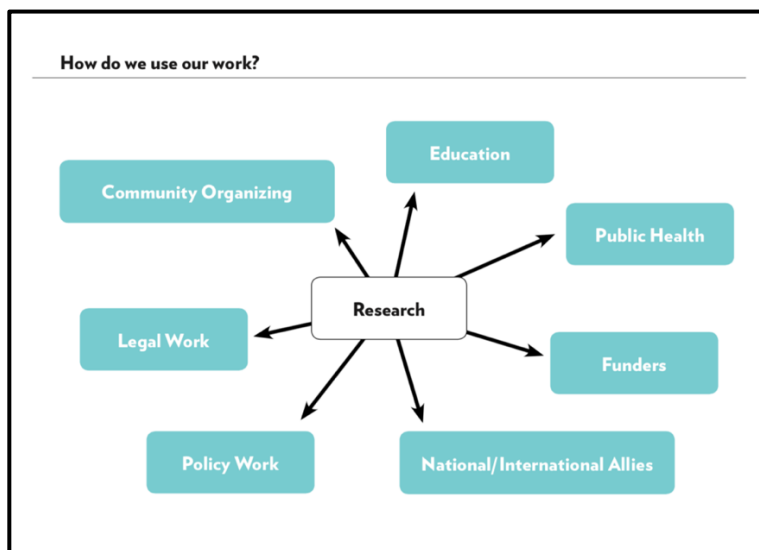 How do we use our work?
Education
Community Organizing
Public Health
Research
Legal Work
Funders
Policy Work
National/International Allies